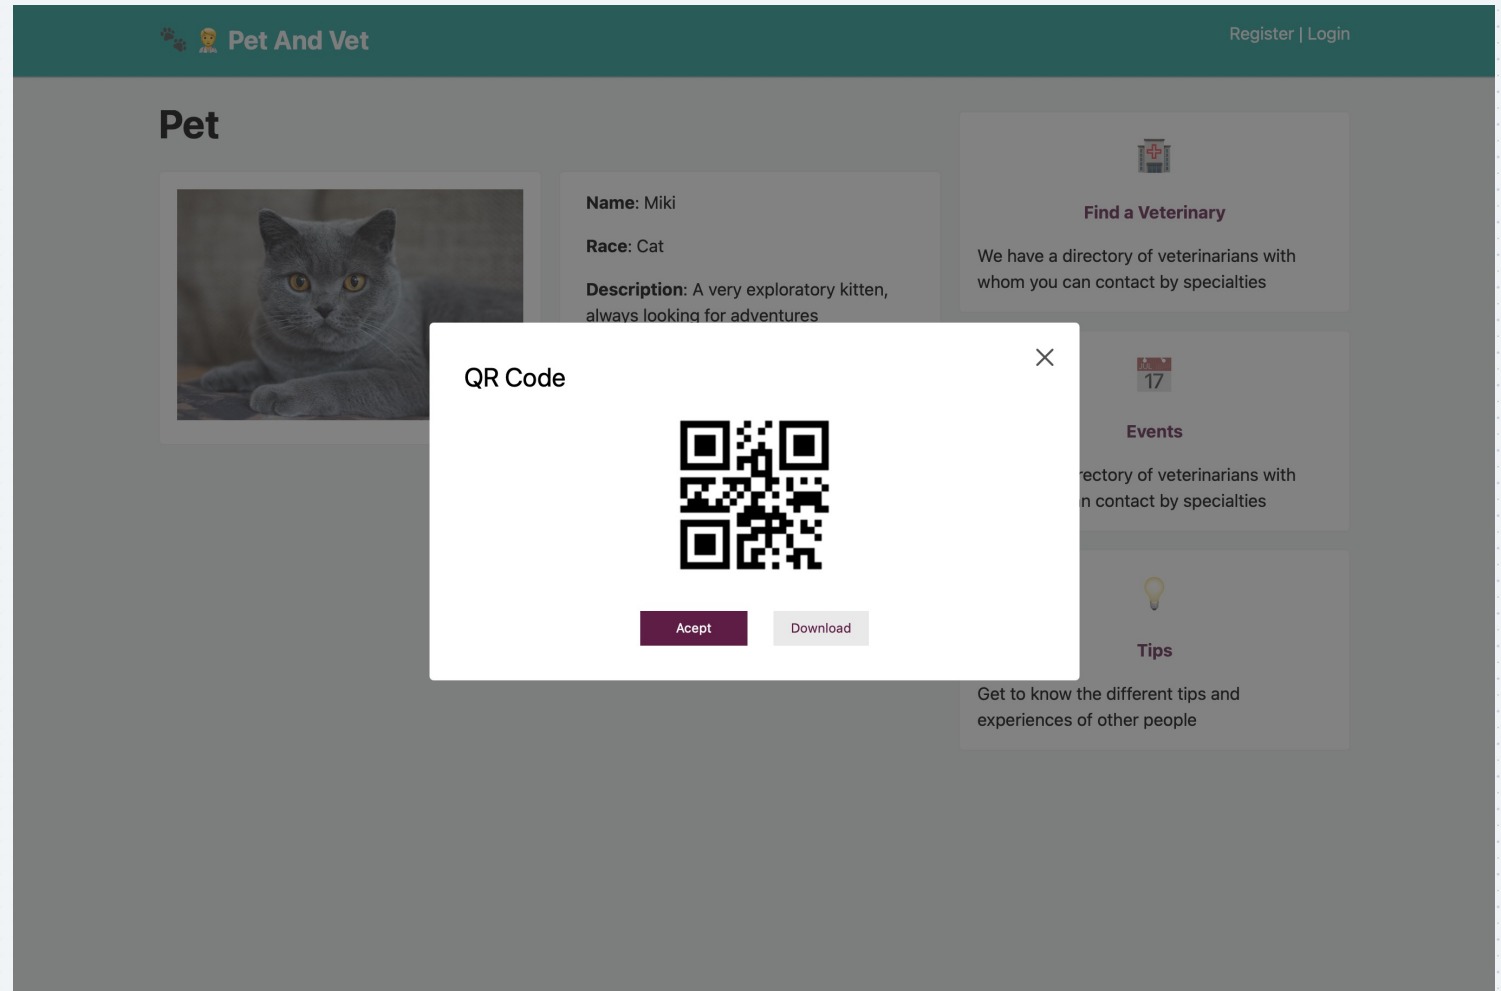 Pet And Vet
Register | Login
Pet
Name: Miki
Race: Cat
Description: A very exploratory kitten,
always looking for adventures
QR Code
Acept
Download
Find a Veterinary
We have a directory of veterinarians with
whom you can contact by specialties
JUL
17
Events
rectory of veterinarians with
n contact by specialties
Tips
Get to know the different tips and
experiences of other people